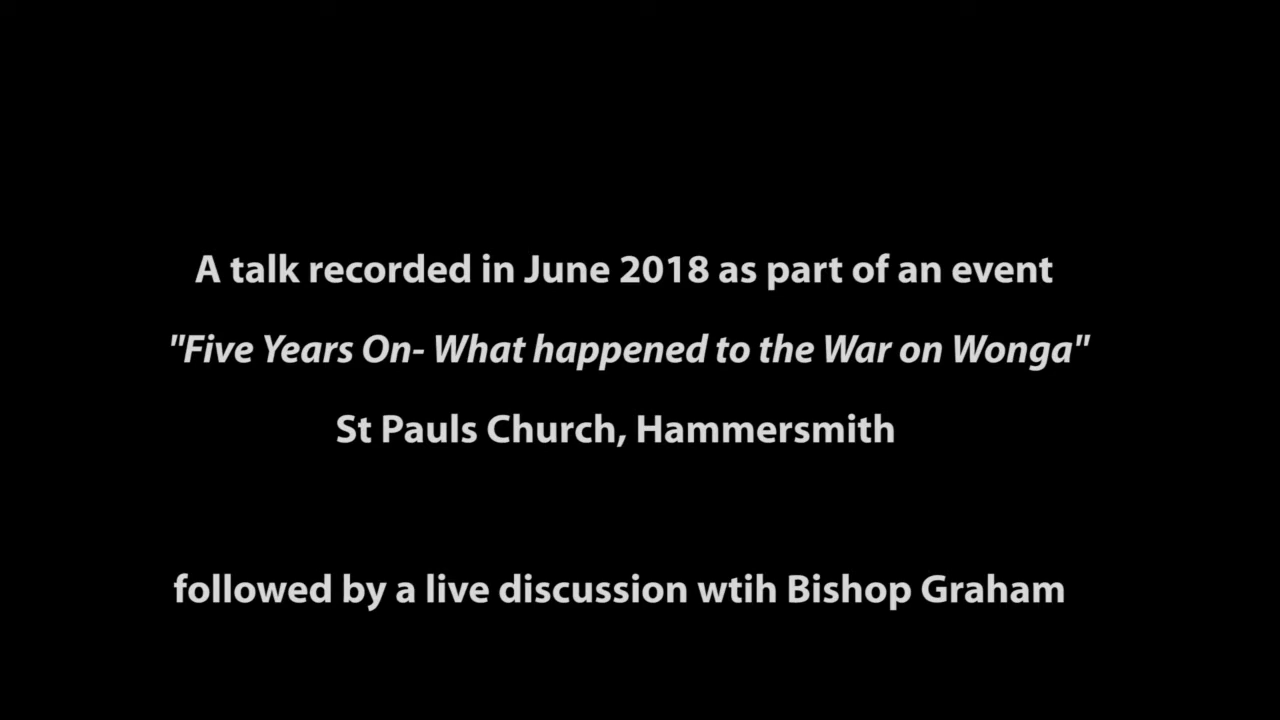 A talk recorded in June 2018 as part of an event
"Five Years On- What happened to the War on Wonga"
St Pauls Church, Hammersmith
followed by a live discussion wtih Bishop Graham